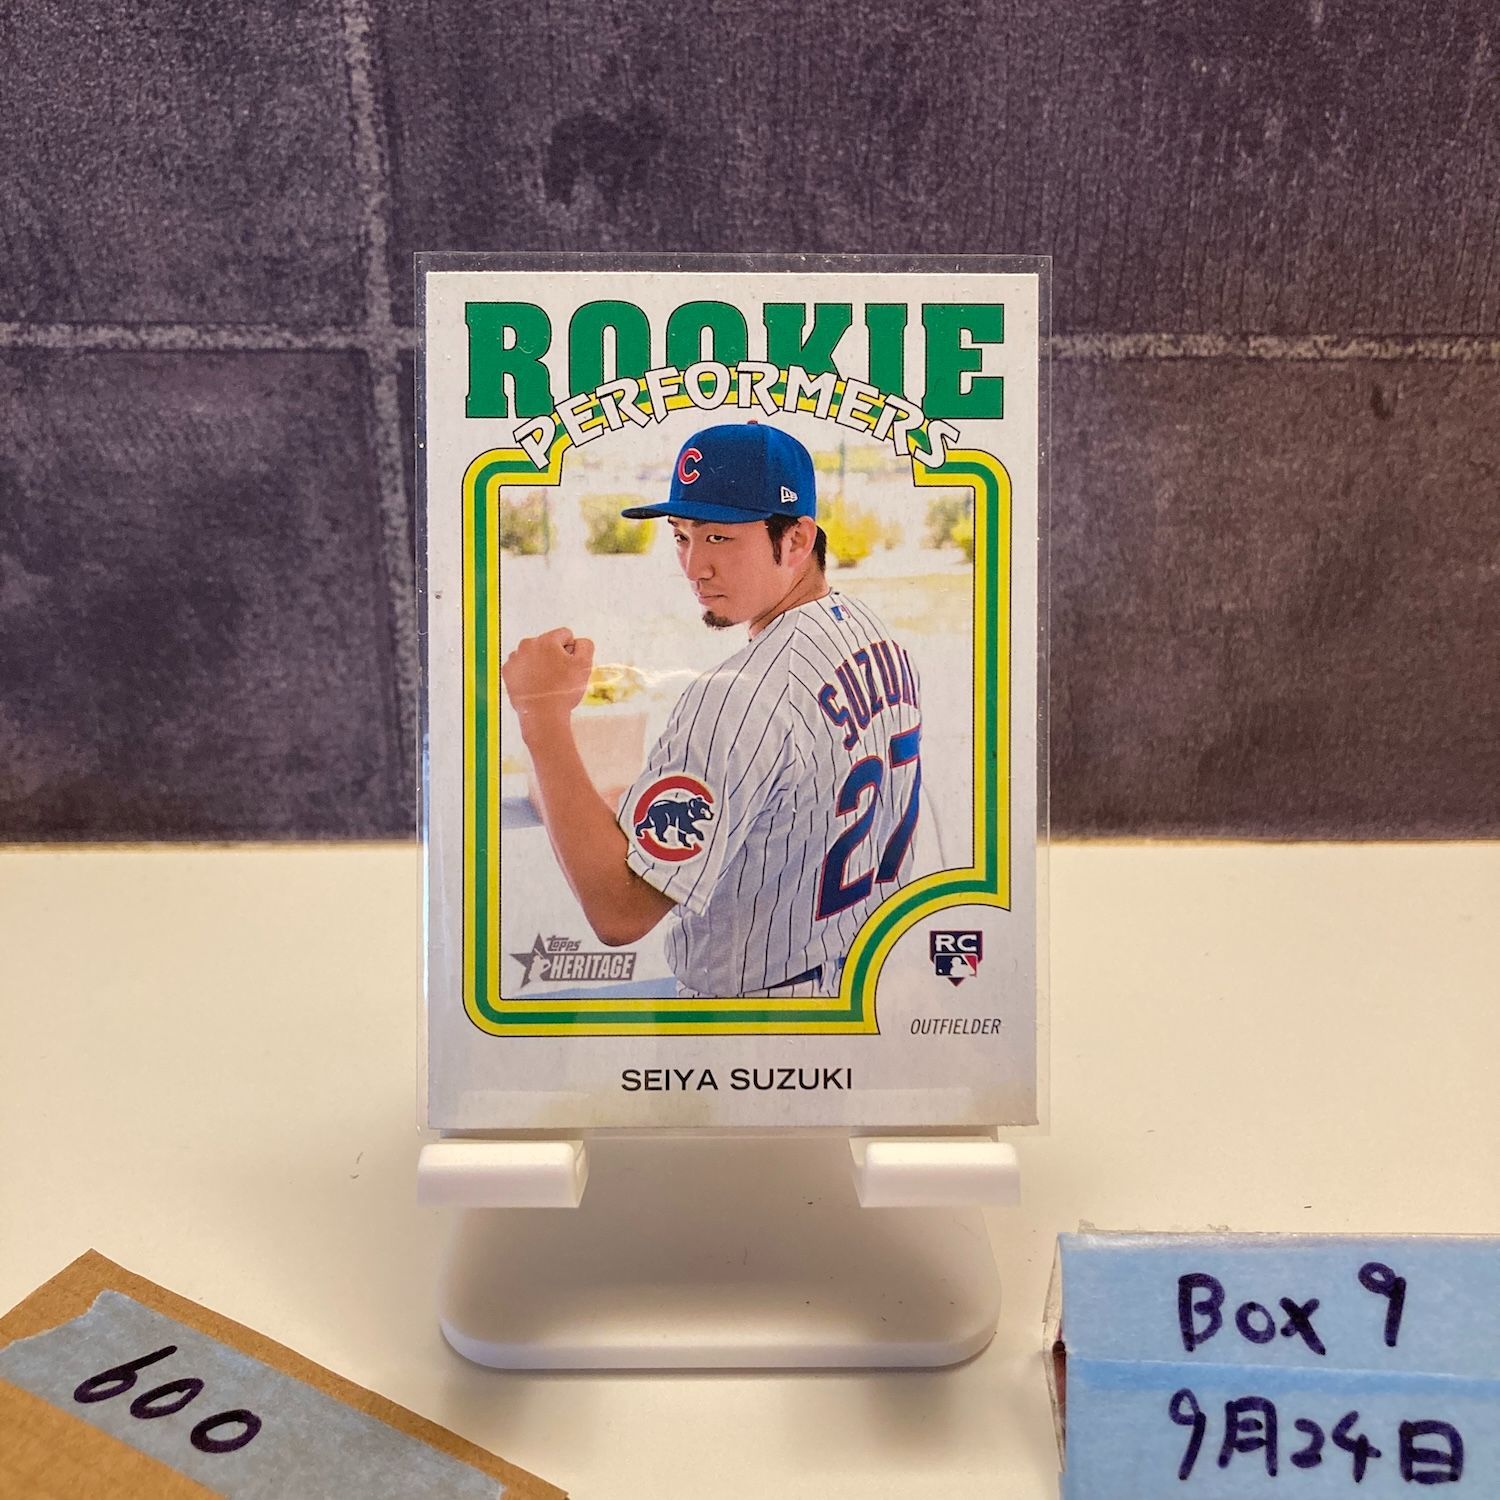 ROOKIE
PERFORMERS
C
SUZUKI
27
topps
HERITAGE
RC
OUTFIELDER
SEIYA SUZUKI
600
Box 9
9月24日